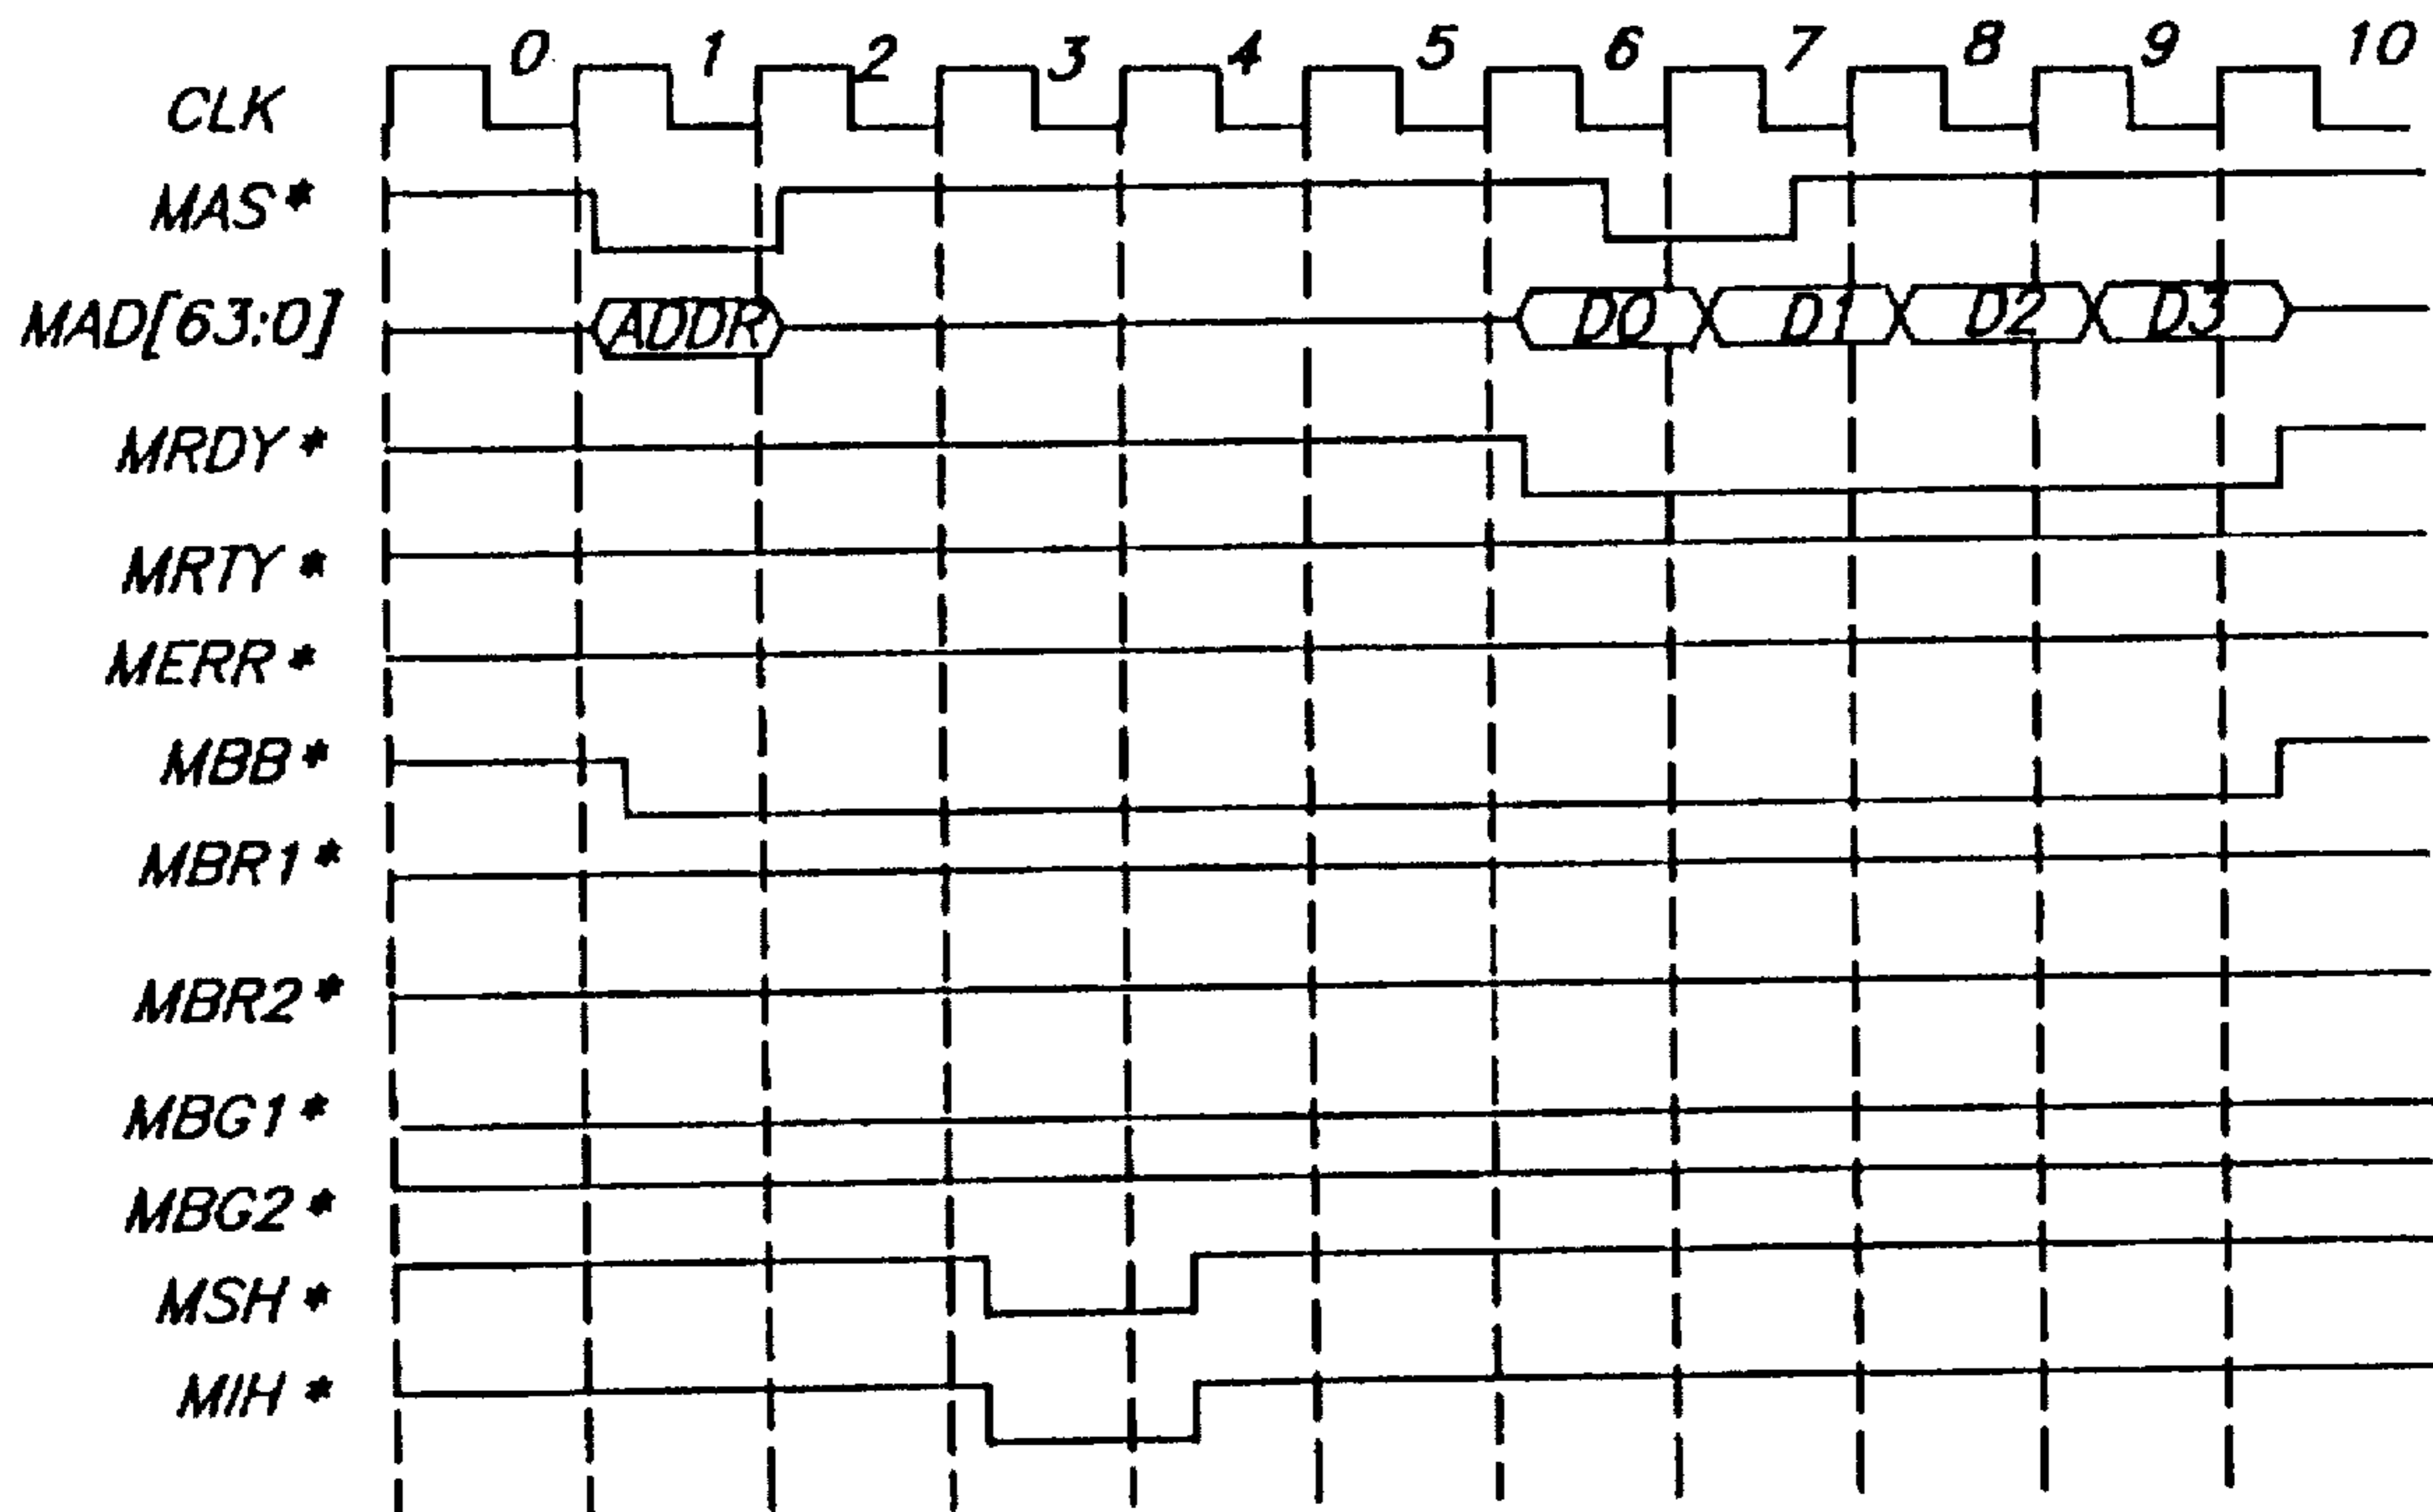 0 1 2 3 4 5 6 7 8 9 10
CLK
MAS*
MAD[63:0] ADDR D0 D1 D2 D3
MRDY*
MRTY*
MERR*
MBB*
MBR1*
MBR2*
MBG1*
MBG2*
MSH*
MIH*